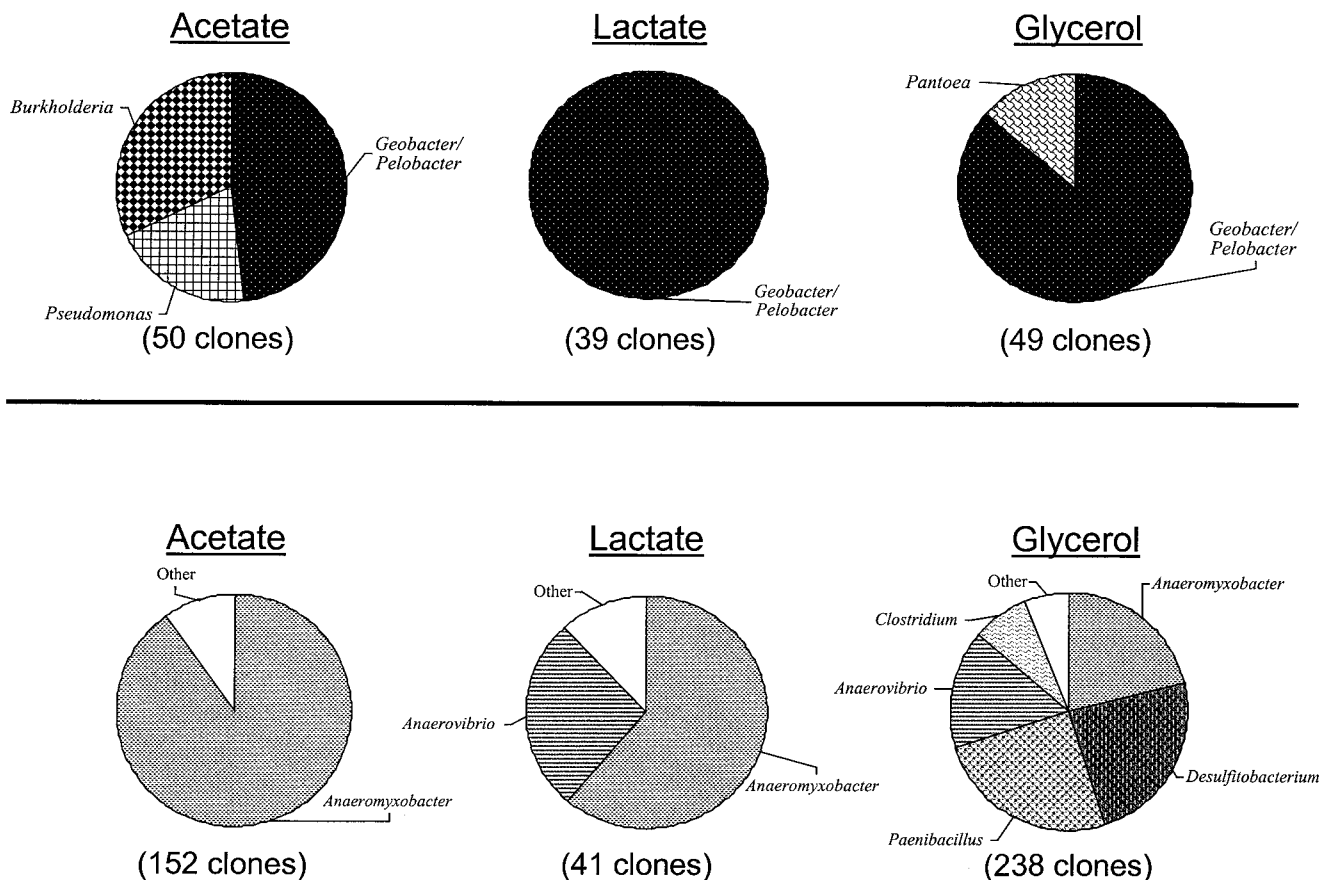 Acetate
Burkholderia
Geobacter/
Pelobacter
Pseudomonas
(50 clones)
Lactate
Geobacter/
Pelobacter
(39 clones)
Glycerol
Pantoea
Geobacter/
Pelobacter
(49 clones)
Acetate
Other
Anaeromyxobacter
(152 clones)
Lactate
Other
Anaerovibrio
Anaeromyxobacter
(41 clones)
Glycerol
Other
Anaeromyxobacter
Clostridium
Anaerovibrio
Desulfitobacterium
Paenibacillus
(238 clones)